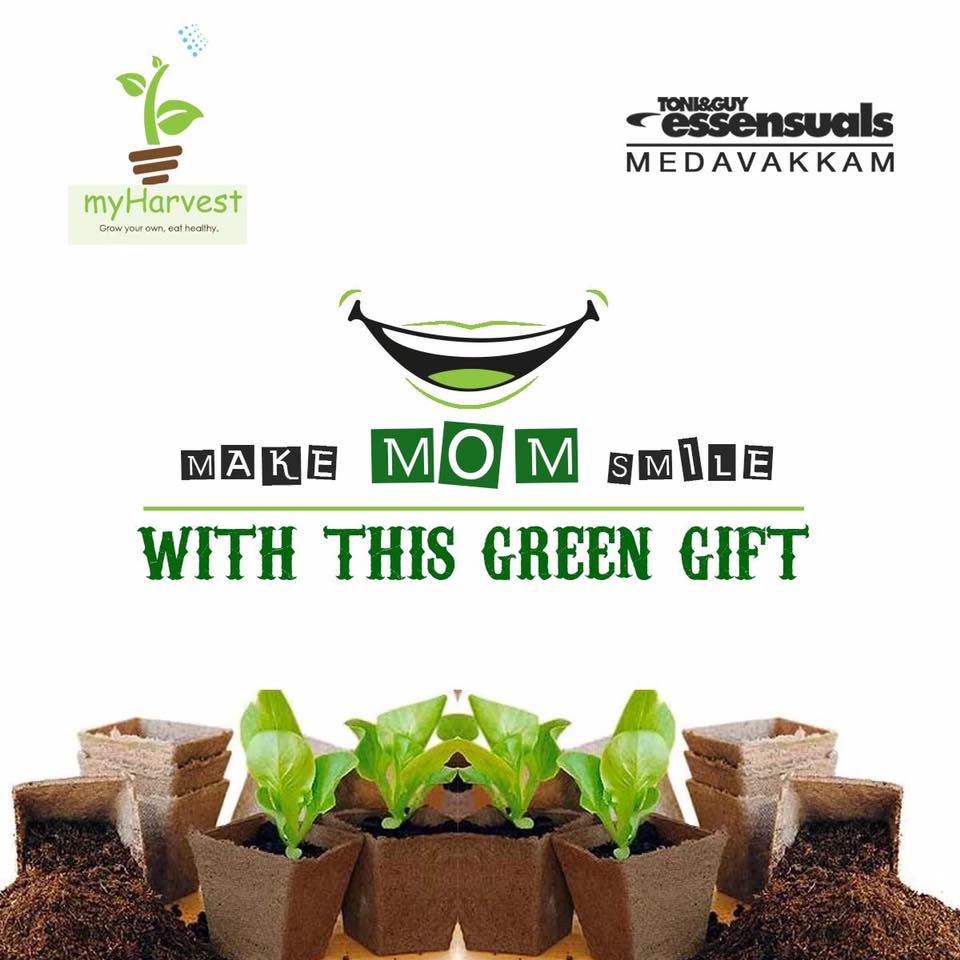 myHarvest
Grow your own, eat healthy.
TONI&GUY
essensuals
MEDAVAKKAM
MAKE MOM SMILE
WITH THIS GREEN GIFT